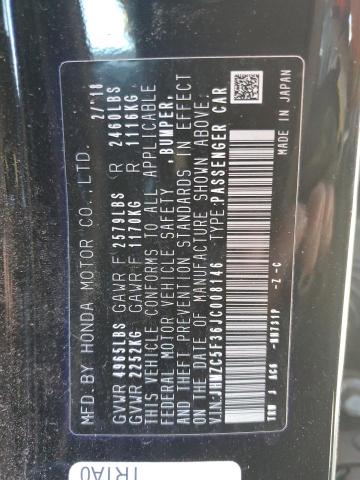 MFD.BY HONDA MOTOR CO.,LTD. 2/18
GVWR 4965LBS GAWR F 2579LBS R 2460LBS
GVWR 2252KG GAWR F 1170KG R 1116KG
THIS VEHICLE CONFORMS TO ALL APPLICABLE
FEDERAL MOTOR VEHICLE SAFETY ,BUMPER,
AND THEFT PREVENTION STANDARDS IN EFFECT
ON THE DATE OF MANUFACTURE SHOWN ABOVE.
VIN:JHMZC5F36JC008146 TYPE:PASSENGER CAR
-NH731P -Z -C
MADE IN JAPAN
TR1A0